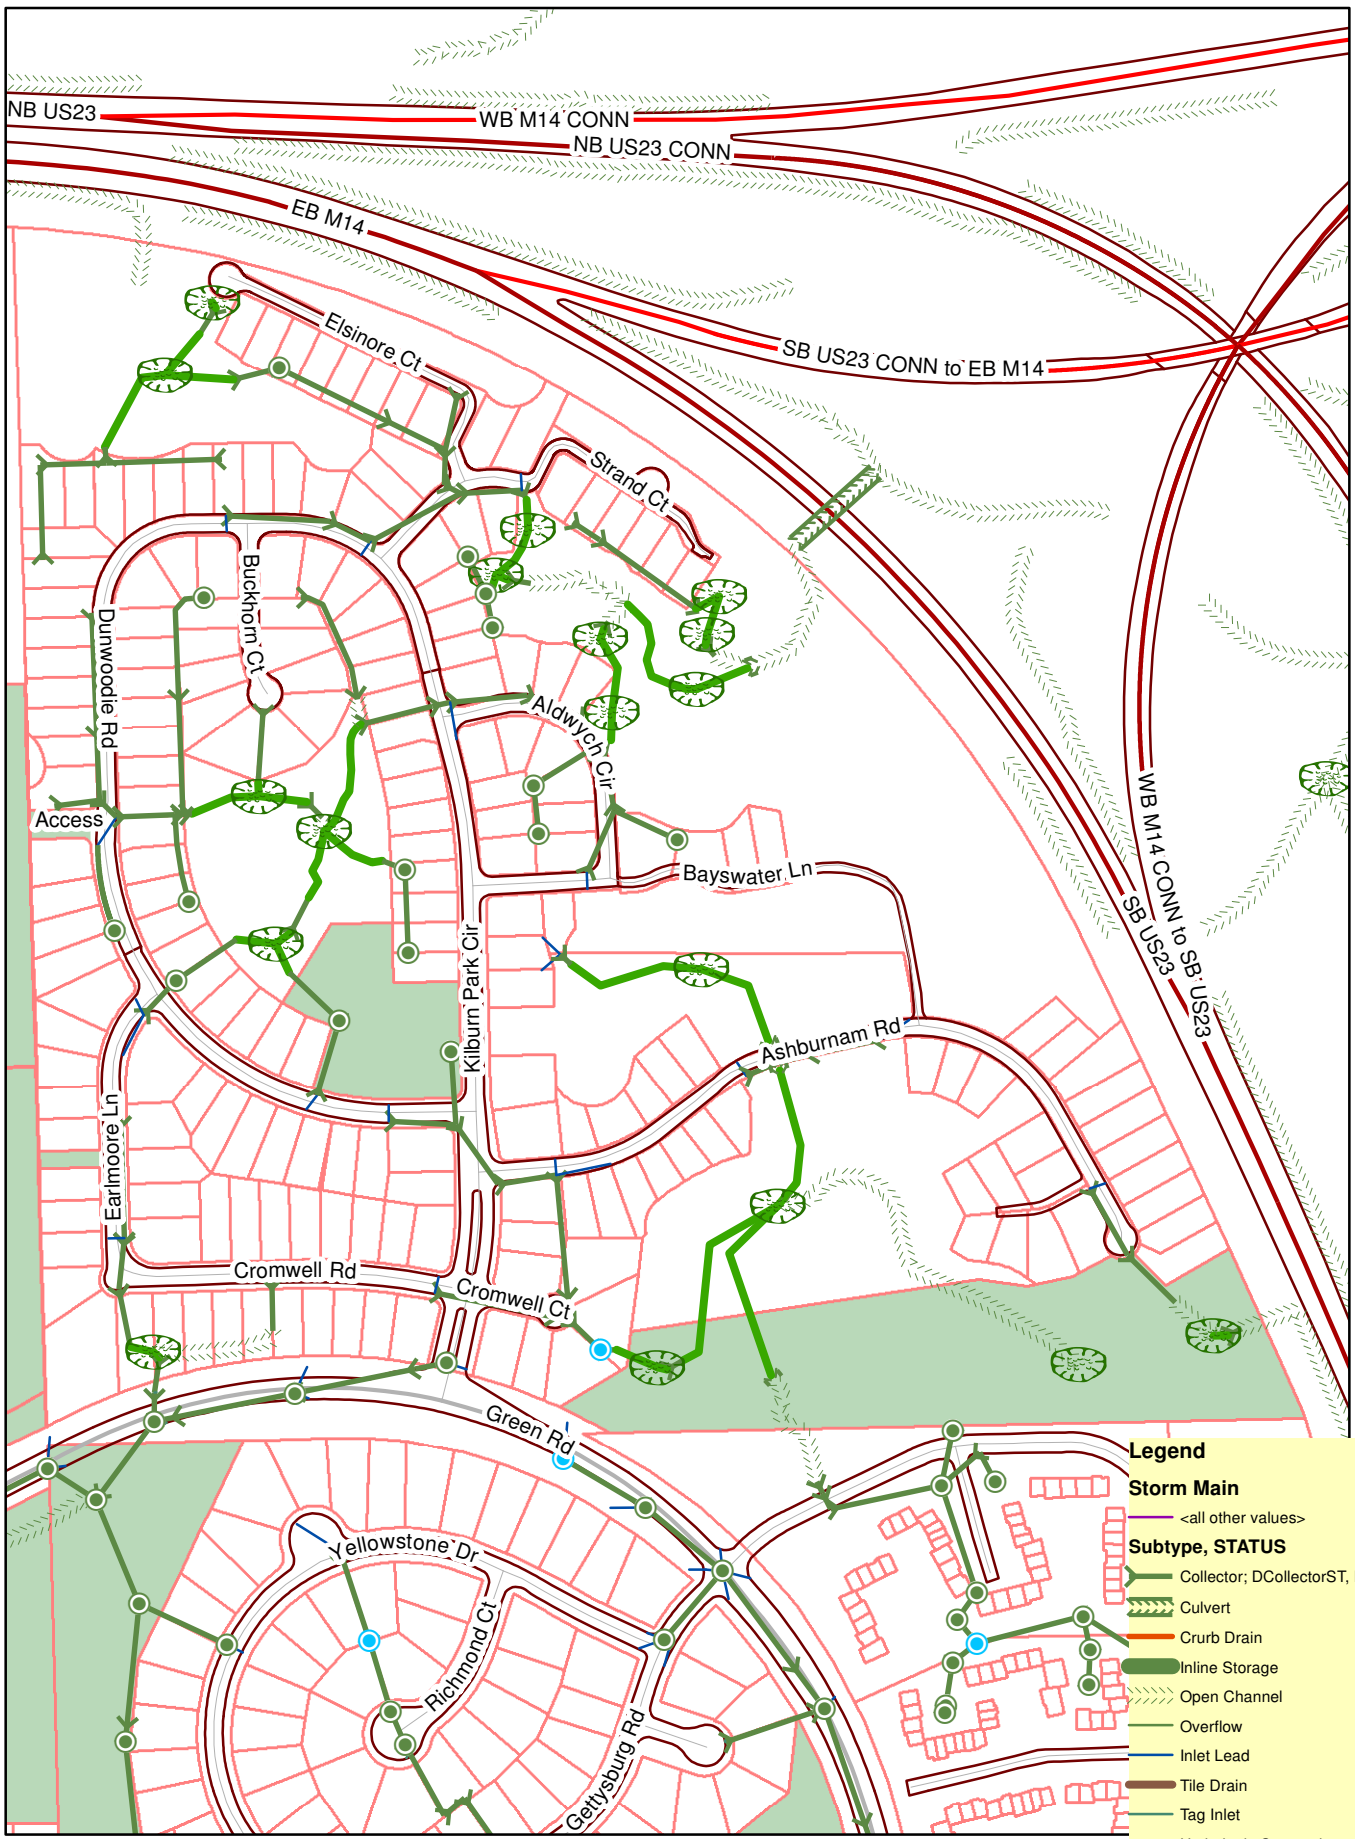 NB US23
WB M14 CONN
NB US23 CONN
EB M14
SB US23 CONN to EB M14
Elsinore Ct
Strand Ct
Buckhorn Ct
Dunwoodie Rd
Aldwych Cir
Access
Bayswater Ln
WB M14 CONN to SB US23
SB US23
Kilburn Park Cir
Ashburnam Rd
Earlmoore Ln
Cromwell Rd
Cromwell Ct
Green Rd
Yellowstone Dr
Richmond Ct
Gettysburg Rd
Legend
Storm Main
<all other values>
Subtype, STATUS
Collector; DCollectorST,
Culvert
Crurb Drain
Inline Storage
Open Channel
Overflow
Inlet Lead
Tile Drain
Tag Inlet